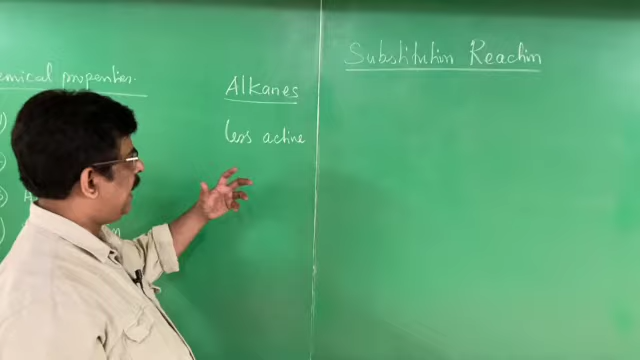 emical properties.
Alkanes
less active
Substitution Reaction